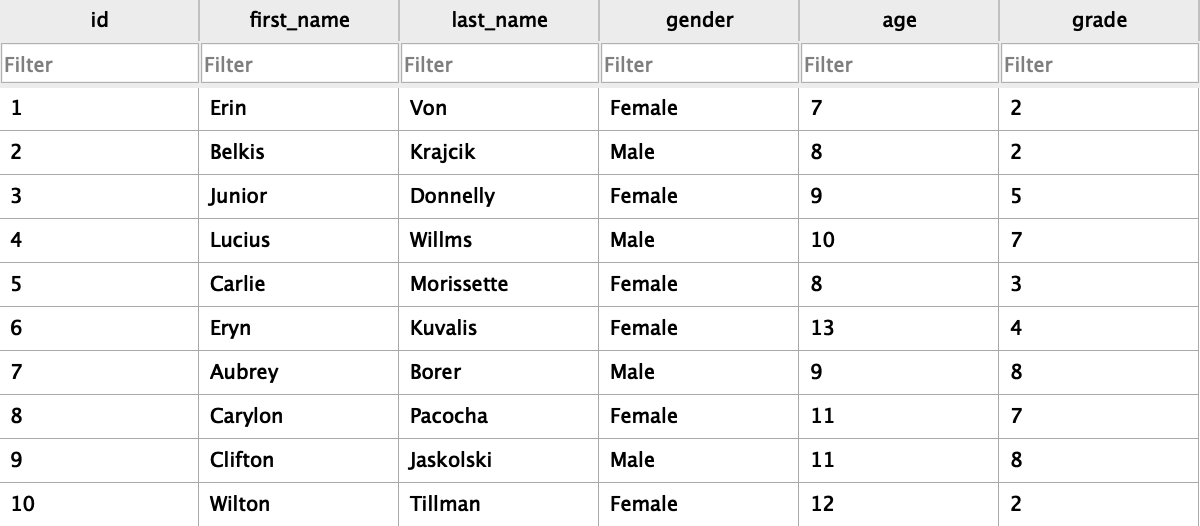 id first_name last_name gender age grade
Filter Filter Filter Filter Filter Filter
1 Erin Von Female 7 2
2 Belkis Krajcik Male 8 2
3 Junior Donnelly Female 9 5
4 Lucius Willms Male 10 7
5 Carlie Morissette Female 8 3
6 Eryn Kuvalis Female 13 4
7 Aubrey Borer Male 9 8
8 Carylon Pacocha Female 11 7
9 Clifton Jaskolski Male 11 8
10 Wilton Tillman Female 12 2